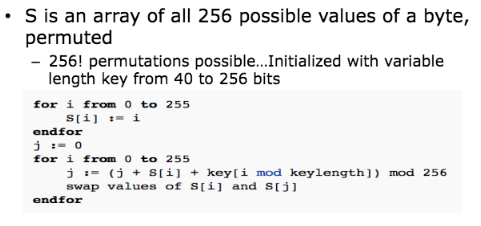 • S is an array of all 256 possible values of a byte,
permuted
– 256! permutations possible...Initialized with variable
length key from 40 to 256 bits
for i from 0 to 255
    S[i] := i
endfor
j := 0
for i from 0 to 255
    j := (j + S[i] + key[i mod keylength]) mod 256
    swap values of S[i] and S[j]
endfor